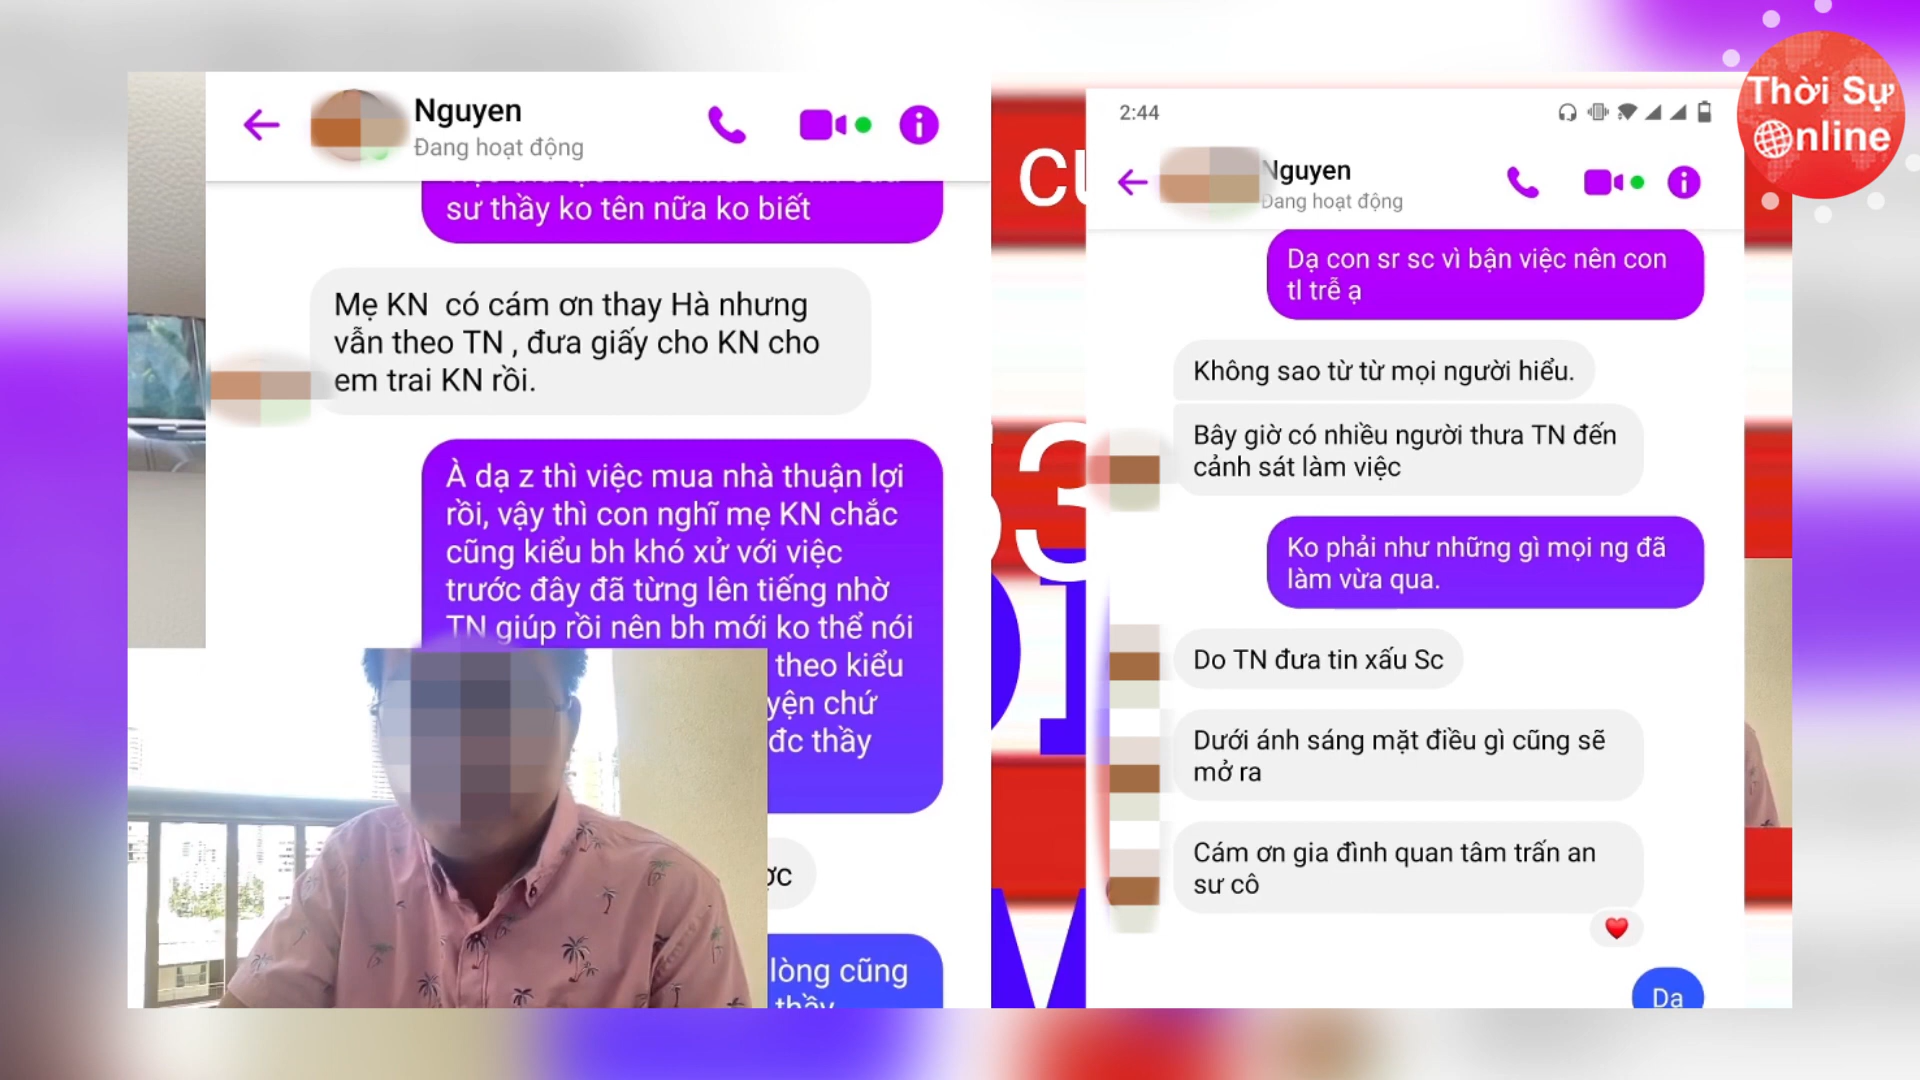 Nguyen
Đang hoạt động
sư thầy ko tên nữa ko biết
Mẹ KN có cám ơn thay Hà nhưng
vẫn theo TN , đưa giấy cho KN cho
em trai KN rồi.
À dạ z thì việc mua nhà thuận lợi
rồi, vậy thì con nghĩ mẹ KN chắc
cũng kiểu bh khó xử với việc
trước đây đã từng lên tiếng nhờ
TN giúp rồi nên bh mới ko thể nói
theo kiểu
chứ
đc thầy
lòng cũng
thầy
2:44
Nguyen
Đang hoạt động
Dạ con sr sc vì bận việc nên con
tl trễ ạ
Không sao từ từ mọi người hiểu.
Bây giờ có nhiều người thưa TN đến
cảnh sát làm việc
Ko phải như những gì mọi ng đã
làm vừa qua.
Do TN đưa tin xấu Sc
Dưới ánh sáng mặt điều gì cũng sẽ
mở ra
Cám ơn gia đình quan tâm trấn an
sư cô
Dạ
Thời Sự
Online